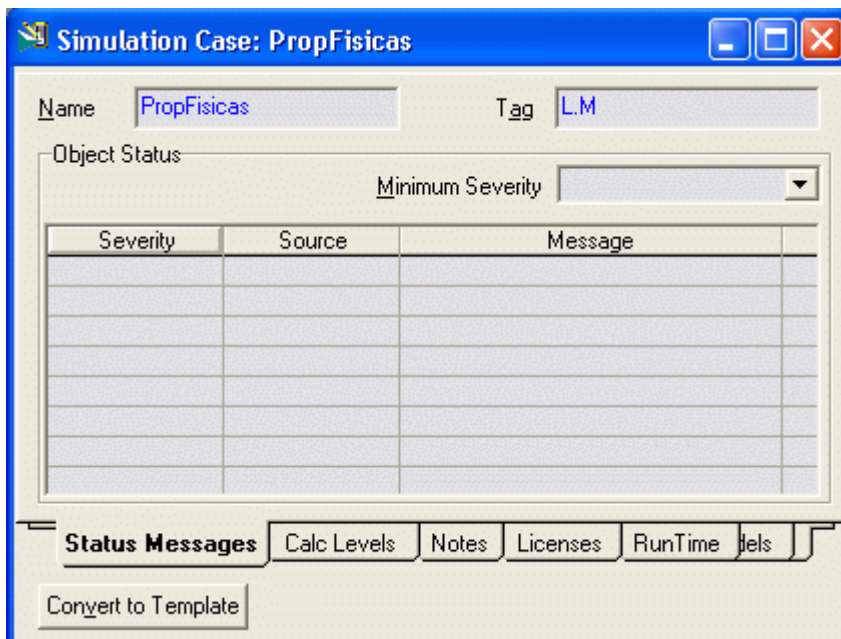 Simulation Case: PropFisicas
Name PropFisicas Tag L.M
Object Status
Minimum Severity
Severity Source Message
Status Messages Calc Levels Notes Licenses RunTime dels
Convert to Template